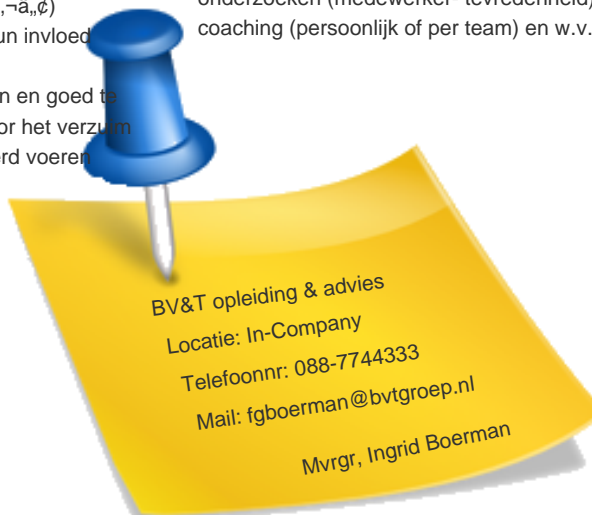 ‚¬â„¢)
un invloed
n en goed te
or het verzuim
erd voeren
onderzoeken (medewerker- tevredenheid)
coaching (persoonlijk of per team) en w.v.
BV&T opleiding & advies
Locatie: In-Company
Telefoonnr: 088-7744333
Mail: fgboerman@bvtgroep.nl
Mvrgr, Ingrid Boerman